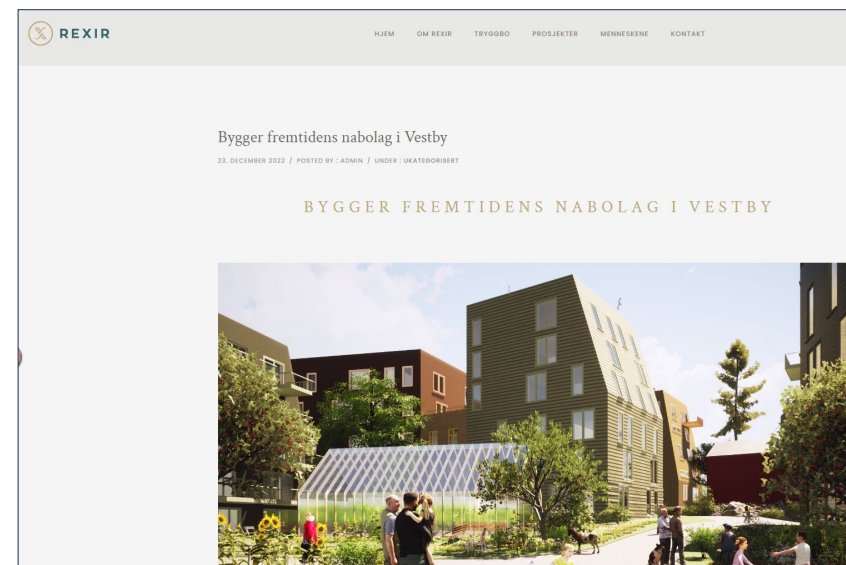 REXIR
HJEM OM REXIR TRYGGBO PROSJEKTER MENNESKENE KONTAKT
Bygger fremtidens nabolag i Vestby
23. DECEMBER 2022 / POSTED BY : ADMIN / UNDER : UKATEGORISERT
BYGGER FREMTIDENS NABOLAG I VESTBY